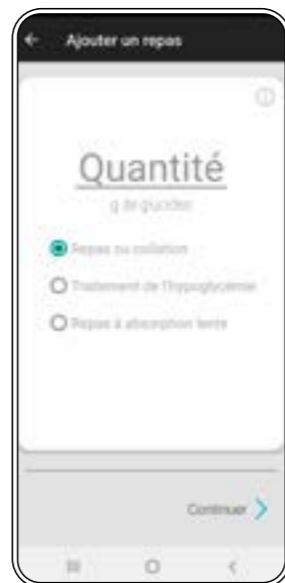 Ajouter un repas
Quantité
g de glucides
Repas ou collation
Traitement de l'hypoglycémie
Repas à absorption lente
Continuer